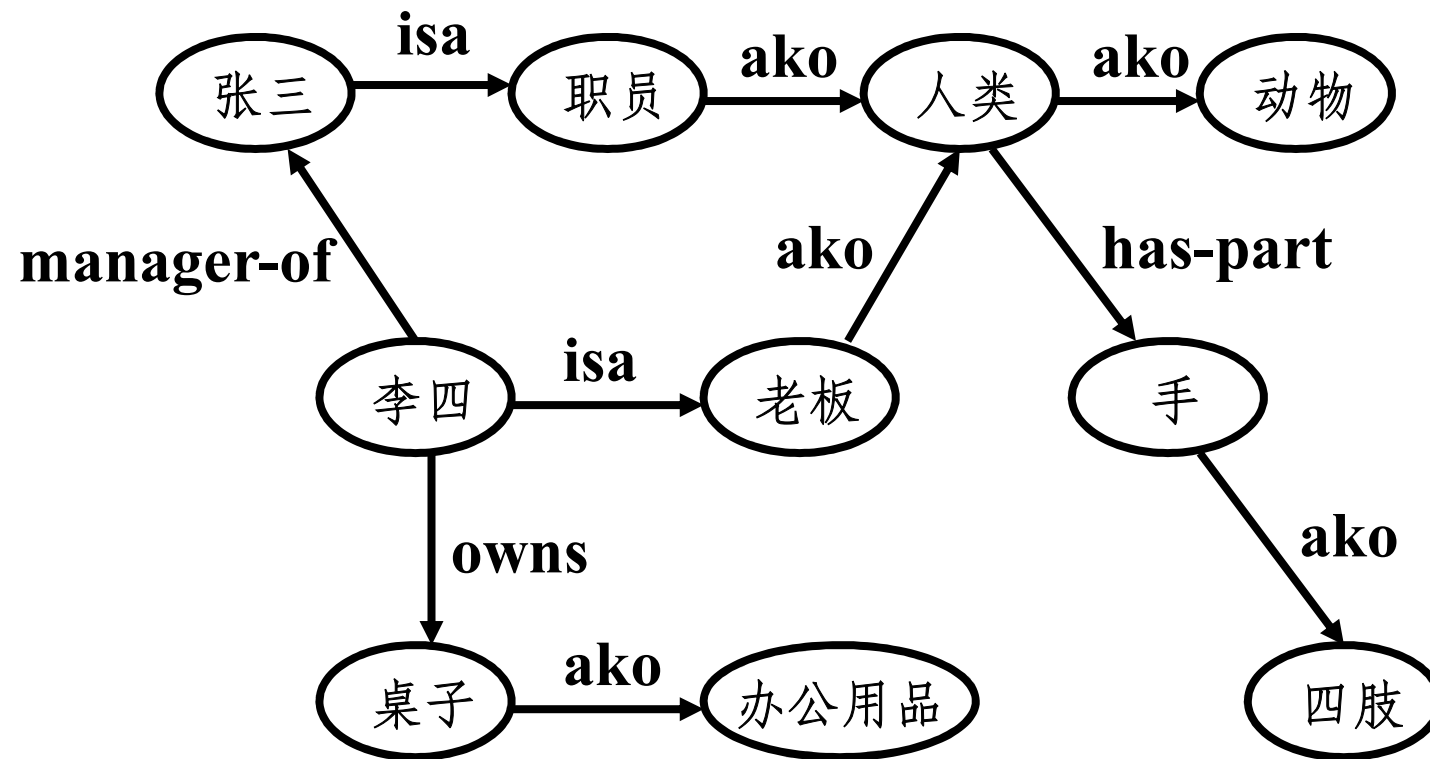 isa
ako
ako
张三
职员
人类
动物
manager-of
ako
has-part
isa
李四
老板
手
owns
ako
ako
桌子
办公用品
四肢